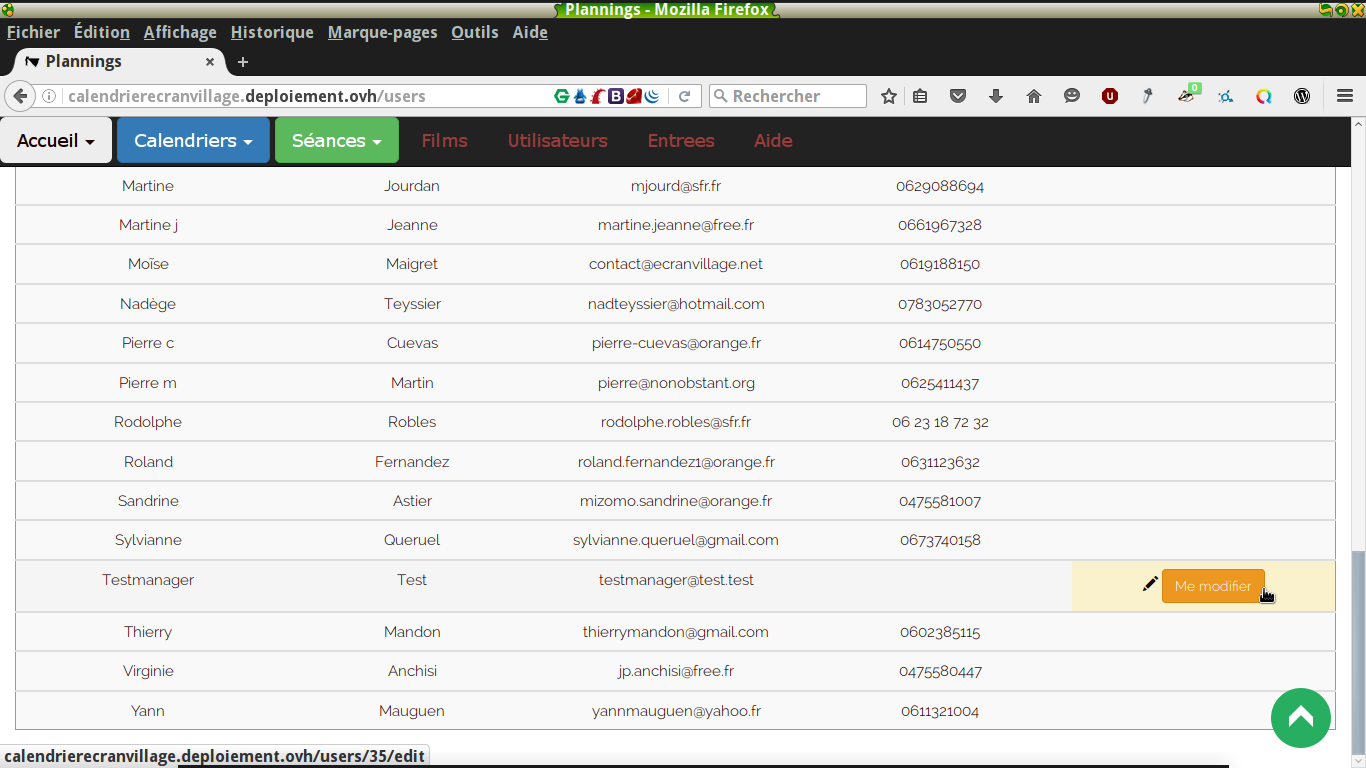 Plannings - Mozilla Firefox
Fichier Édition Affichage Historique Marque-pages Outils Aide
Plannings × +
calendrierecranvillage.deploiement.ovh/users Rechercher 0
Accueil Calendriers Séances Films Utilisateurs Entrees Aide
Martine Jourdan mjourd@sfr.fr 0629088694
Martine j Jeanne martine.jeanne@free.fr 0661967328
Moïse Maigret contact@ecranvillage.net 0619188150
Nadège Teyssier nadteyssier@hotmail.com 0783052770
Pierre c Cuevas pierre-cuevas@orange.fr 0614750550
Pierre m Martin pierre@nonobstant.org 0625411437
Rodolphe Robles rodolphe.robles@sfr.fr 06 23 18 72 32
Roland Fernandez roland.fernandez1@orange.fr 0631123632
Sandrine Astier mizomo.sandrine@orange.fr 0475581007
Sylvianne Queruel sylvianne.queruel@gmail.com 0673740158
Testmanager Test testmanager@test.test Me modifier
Thierry Mandon thierrymandon@gmail.com 0602385115
Virginie Anchisi jp.anchisi@free.fr 0475580447
Yann Mauguen yannmauguen@yahoo.fr 0611321004
calendrierecranvillage.deploiement.ovh/users/35/edit